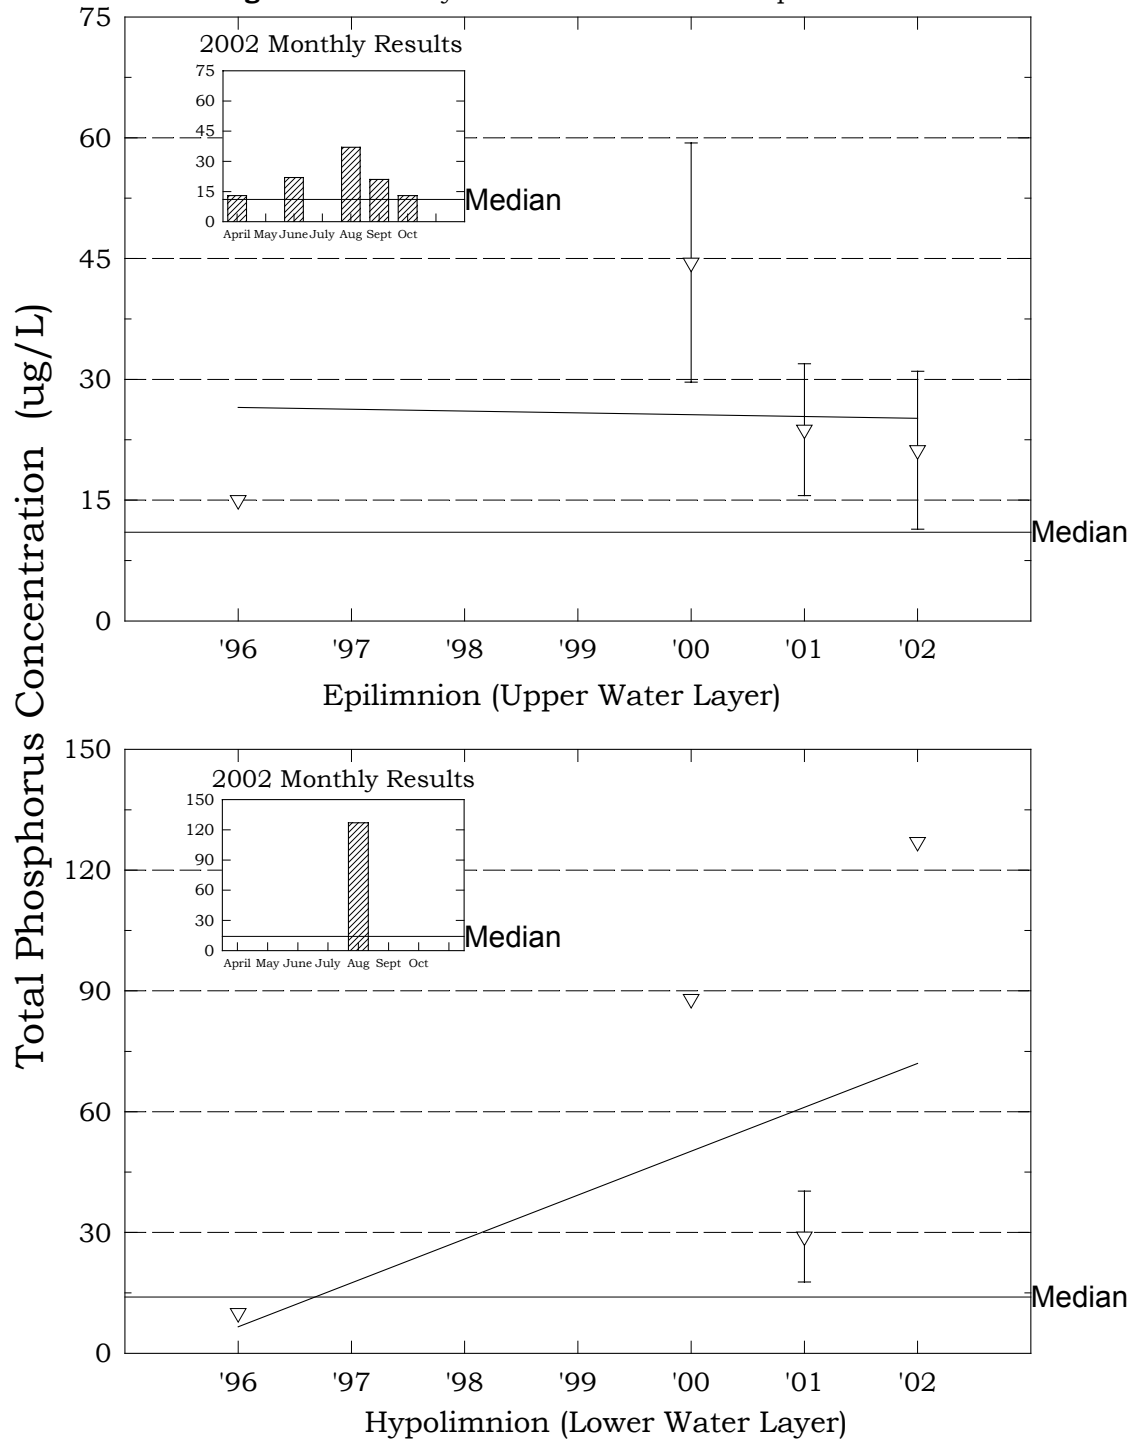 75
2002 Monthly Results
75
60
45
30
15
0
Median
April May June July Aug Sept Oct
60
45
30
15
0
Median
'96 '97 '98 '99 '00 '01 '02
Epilimnion (Upper Water Layer)
Total Phosphorus Concentration (ug/L)
150
2002 Monthly Results
150
120
90
60
30
0
Median
April May June July Aug Sept Oct
120
90
60
30
0
Median
'96 '97 '98 '99 '00 '01 '02
Hypolimnion (Lower Water Layer)